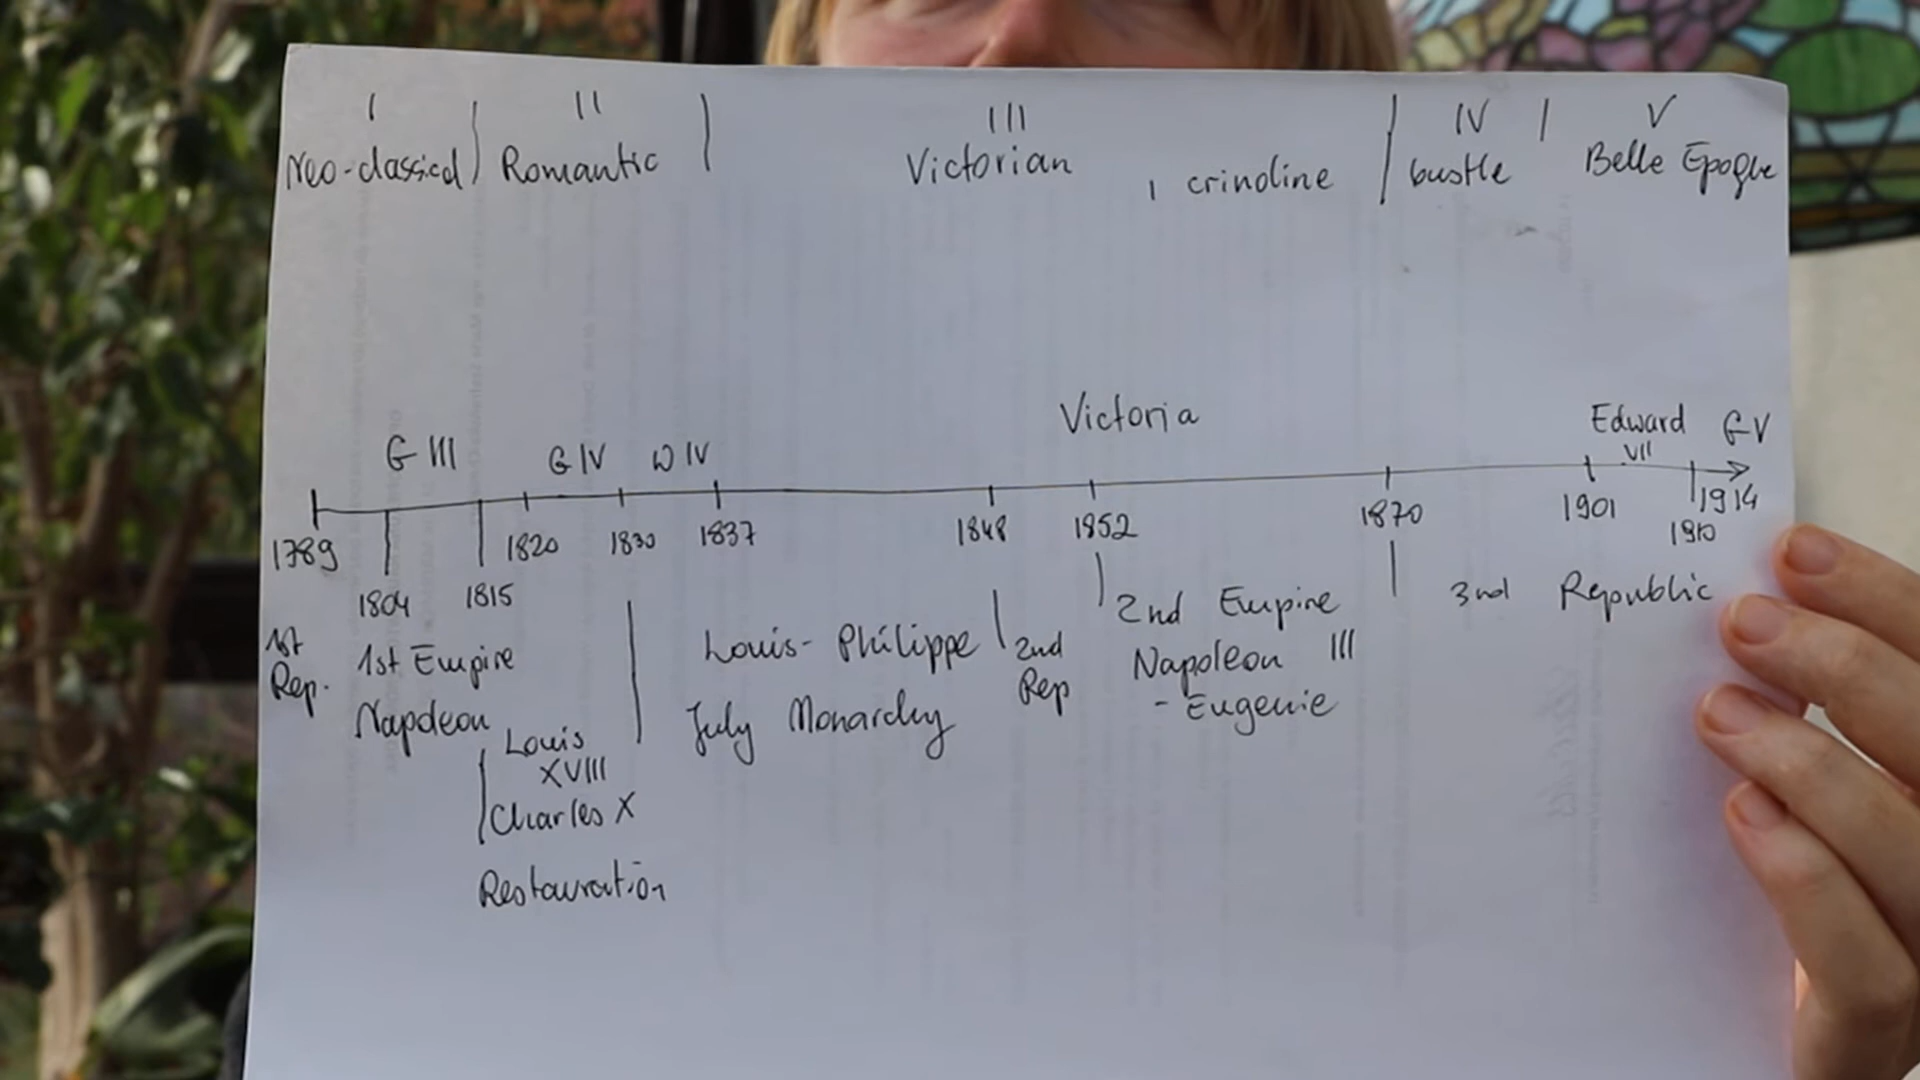 I II III IV V
Neo-classical Romantic Victorian crinoline bustle Belle Epoque
Victoria
G III G IV W IV Edward VII G V
1789 1804 1815 1820 1830 1837 1848 1852 1870 1901 1910 1914
1st Rep.
1st Empire
Napoleon
Louis XVIII
Charles X
Restauration
Louis-Philippe
July Monarchy
2nd Rep
2nd Empire
Napoleon III
- Eugenie
3nd Republic